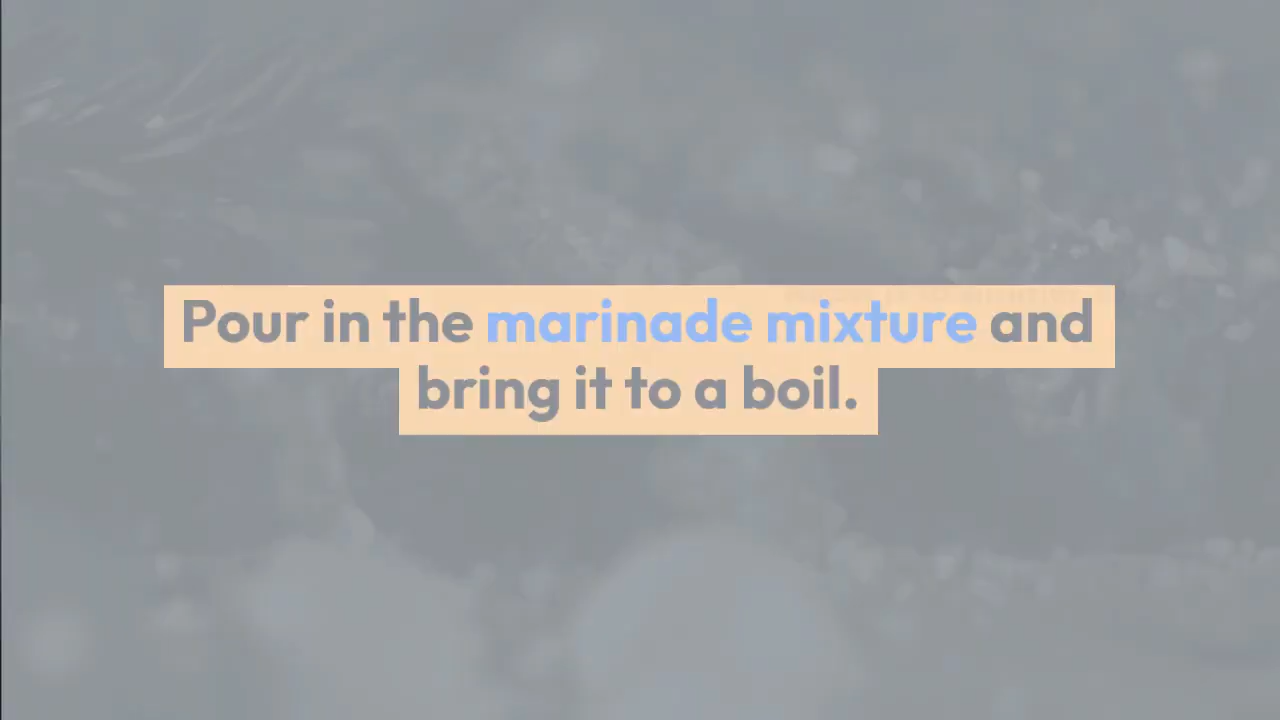 Pour in the marinade mixture and
bring it to a boil.